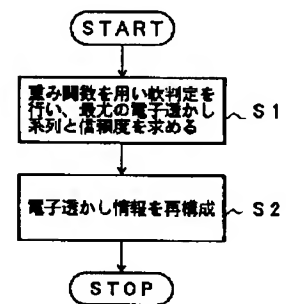 START
重み関数を用い軟判定を
行い、最尤の電子透かし
系列と信頼度を求める
S1
電子透かし情報を再構成
S2
STOP